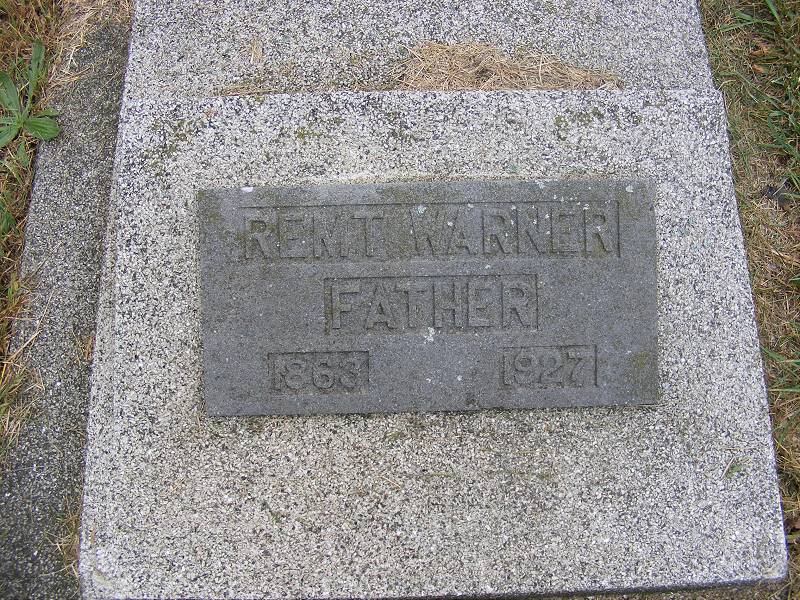 REMT WARNER
FATHER
1863 1927